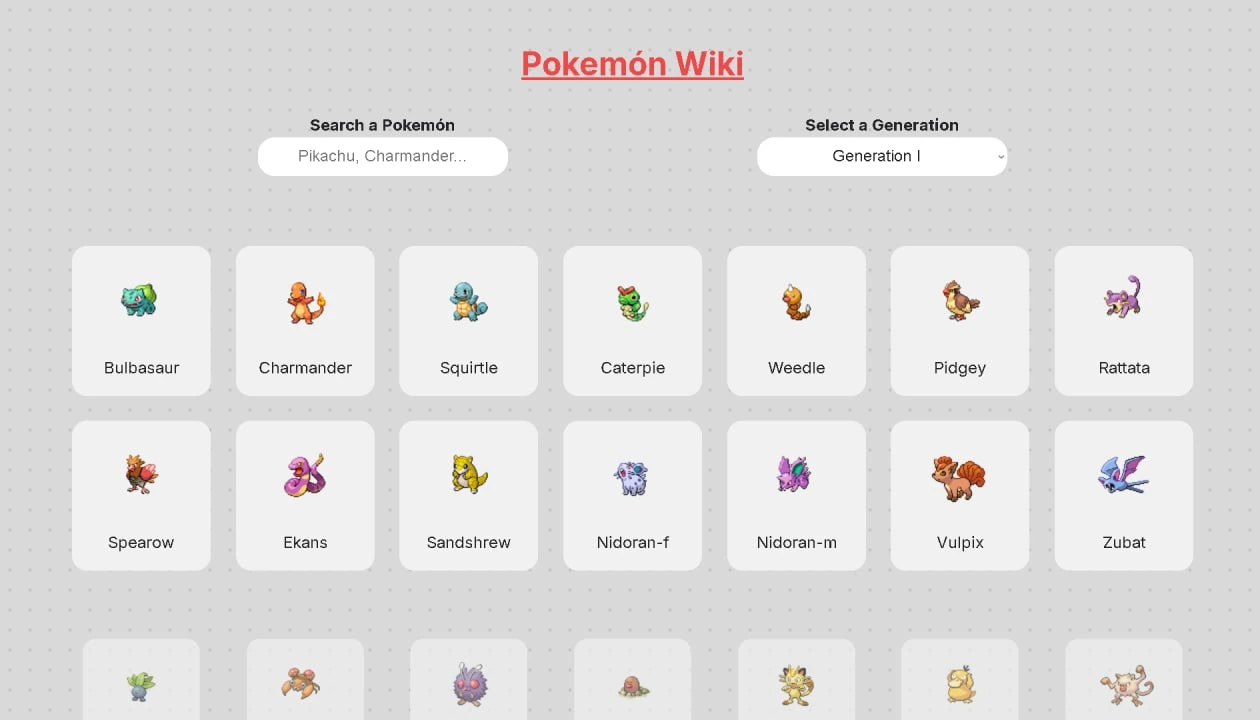 Pokemón Wiki
Search a Pokemón
Select a Generation
Pikachu, Charmander...
Generation I
Bulbasaur
Charmander
Squirtle
Caterpie
Weedle
Pidgey
Rattata
Spearow
Ekans
Sandshrew
Nidoran-f
Nidoran-m
Vulpix
Zubat